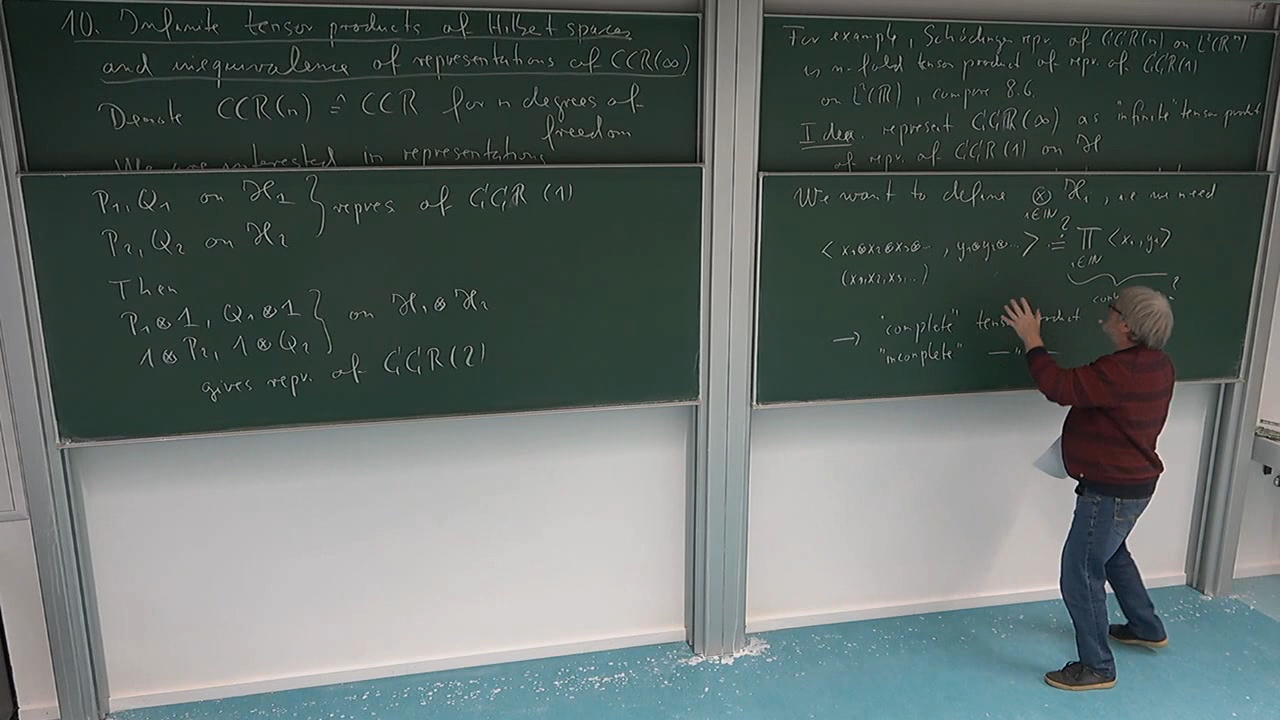 10. Infinite tensor products of Hilbert spaces
and inequivalence of representations of CCR(∞)
Denote CCR(n) ≙ CCR for n degrees of
freedom
We are interested in representations
P₁, Q₁ on ℋ₁ } repres of CCR (1)
P₂, Q₂ on ℋ₂
Then
P₁⊗1, Q₁⊗1 } on ℋ₁⊗ℋ₂
1⊗P₂, 1⊗Q₂
gives repr. of CCR(2)
For example, Schrödinger repr. of CCR(n) on L²(ℝⁿ)
is n-fold tensor product of repr. of CCR(1)
on L²(ℝ), compare 8.6.
Idea. represent CCR(∞) as "infinite" tensor product
of repr. of CCR(1) on ℋ
We want to define ⊗ ℋᵢ, i.e. we need
i∈ℕ
< x₁⊗x₂⊗x₃⊗..., y₁⊗y₂⊗... > ≟ ∏ <xᵢ, yᵢ>
i∈ℕ
(x₁,x₂,x₃,...)
?
→ "complete" tensor product
"incomplete" —"—